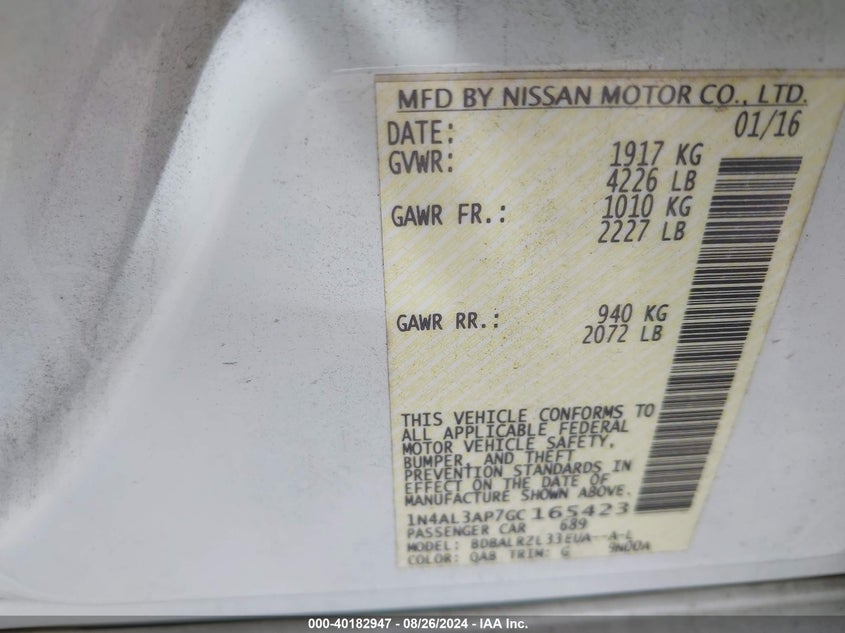 MFD BY NISSAN MOTOR CO., LTD.
DATE: 01/16
GVWR: 1917 KG
4226 LB
GAWR FR.: 1010 KG
2227 LB
GAWR RR.: 940 KG
2072 LB
THIS VEHICLE CONFORMS TO
ALL APPLICABLE FEDERAL
MOTOR VEHICLE SAFETY,
BUMPER, AND THEFT
PREVENTION STANDARDS IN
EFFECT ON THE DATE OF
MANUFACTURE SHOWN ABOVE.
1N4AL3AP7GC165423
PASSENGER CAR 689
MODEL: BDBALRZL33EUA--A-L
COLOR: QAB TRIM: G 9N00A
000-40182947 - 08/26/2024 - IAA Inc.